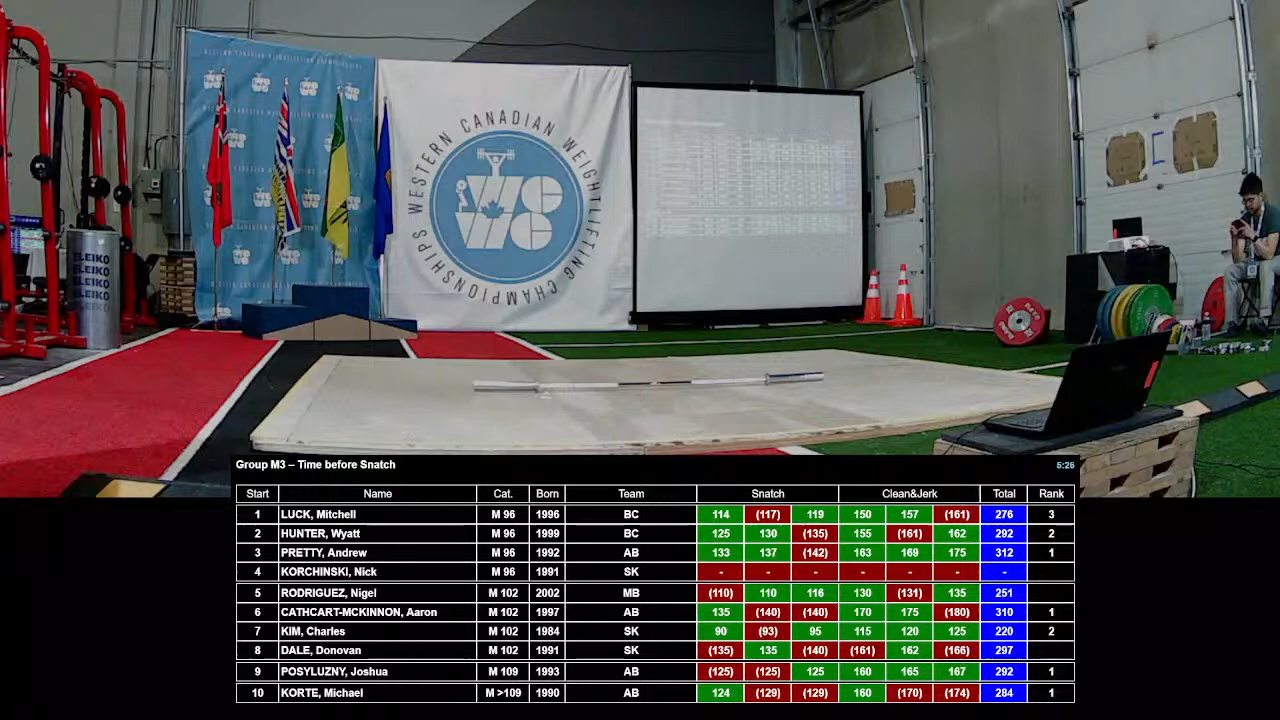 WESTERN CANADIAN WEIGHTLIFTING CHAMPIONSHIPS
WC
WC
ELEIKO
ELEIKO
ELEIKO
ELEIKO
ELEIKO
Group M3 – Time before Snatch 5:26
Start Name Cat. Born Team Snatch Clean&Jerk Total Rank
1 LUCK, Mitchell M 96 1996 BC 114 (117) 119 150 157 (161) 276 3
2 HUNTER, Wyatt M 96 1999 BC 125 130 (135) 155 (161) 162 292 2
3 PRETTY, Andrew M 96 1992 AB 133 137 (142) 163 169 175 312 1
4 KORCHINSKI, Nick M 96 1991 SK - - - - - - -
5 RODRIGUEZ, Nigel M 102 2002 MB (110) 110 116 130 (131) 135 251
6 CATHCART-MCKINNON, Aaron M 102 1997 AB 135 (140) (140) 170 175 (180) 310 1
7 KIM, Charles M 102 1984 SK 90 (93) 95 115 120 125 220 2
8 DALE, Donovan M 102 1991 SK (135) 135 (140) (161) 162 (166) 297
9 POSYLUZNY, Joshua M 109 1993 AB (125) (125) 125 160 165 167 292 1
10 KORTE, Michael M >109 1990 AB 124 (129) (129) 160 (170) (174) 284 1